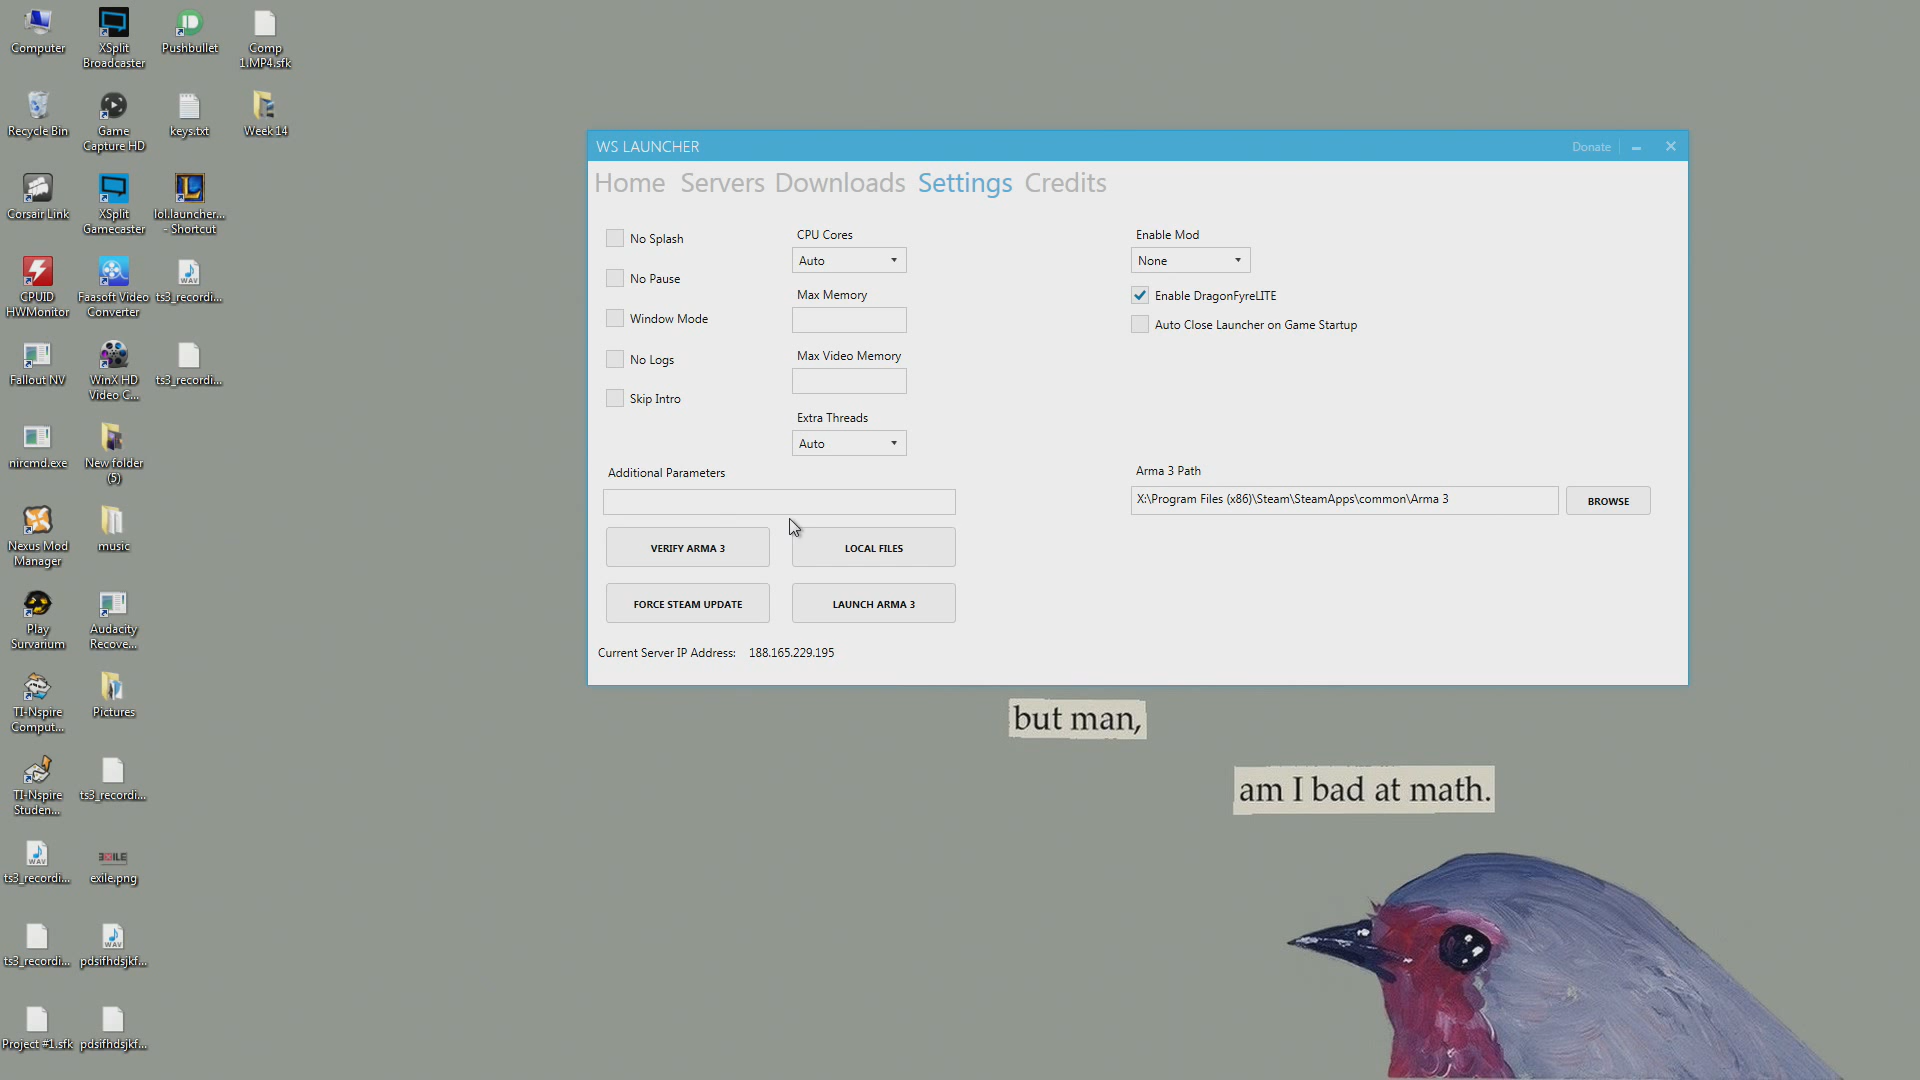 Computer
XSplit
Broadcaster
Pushbullet
Comp
1.MP4.sfk
Recycle Bin
Game
Capture HD
keys.txt
Week 14
Corsair Link
XSplit
Gamecaster
lol.launcher...
- Shortcut
CPUID
HWMonitor
Faasoft Video
Converter
ts3_recordi...
Fallout NV
WinX HD
Video C...
ts3_recordi...
nircmd.exe
New folder
(5)
Nexus Mod
Manager
music
Play
Survarium
Audacity
Recove...
TI-Nspire
Comput...
Pictures
TI-Nspire
Studen...
ts3_recordi...
ts3_recordi...
exile.png
ts3_recordi...
pdsifhdsjkf...
Project #1.sfk
pdsifhdsjkf...
WS LAUNCHER
Donate
Home Servers Downloads Settings Credits
No Splash
No Pause
Window Mode
No Logs
Skip Intro
CPU Cores
Auto
Max Memory
Max Video Memory
Extra Threads
Auto
Enable Mod
None
Enable DragonFyreLITE
Auto Close Launcher on Game Startup
Additional Parameters
Arma 3 Path
X:\Program Files (x86)\Steam\SteamApps\common\Arma 3
BROWSE
VERIFY ARMA 3
LOCAL FILES
FORCE STEAM UPDATE
LAUNCH ARMA 3
Current Server IP Address: 188.165.229.195
but man,
am I bad at math.